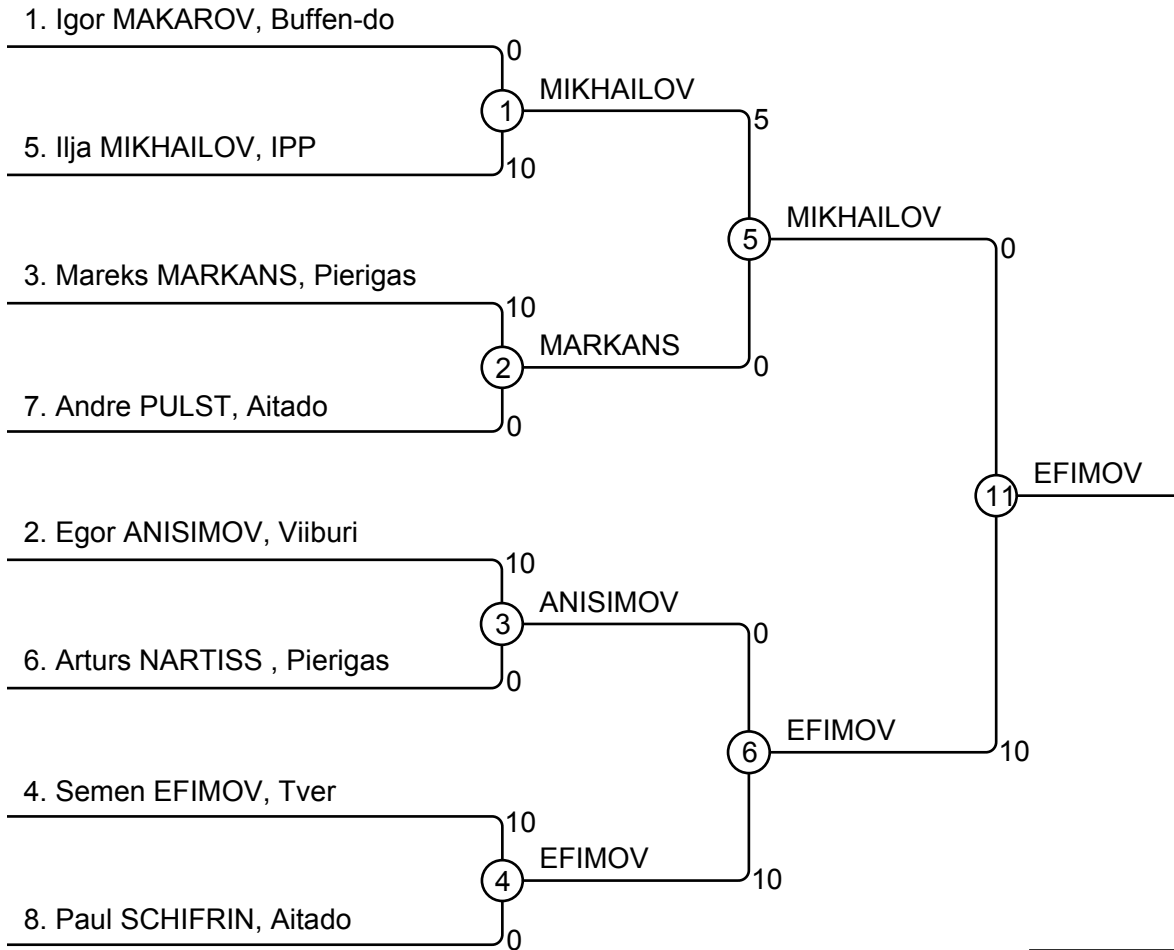 1. Igor MAKAROV, Buffen-do
0
1
MIKHAILOV
5
5. Ilja MIKHAILOV, IPP
10
5
MIKHAILOV
0
3. Mareks MARKANS, Pierigas
10
2
MARKANS
0
7. Andre PULST, Aitado
0
11
EFIMOV
2. Egor ANISIMOV, Viiburi
10
3
ANISIMOV
0
6. Arturs NARTISS , Pierigas
0
6
EFIMOV
10
4. Semen EFIMOV, Tver
10
4
EFIMOV
10
8. Paul SCHIFRIN, Aitado
0